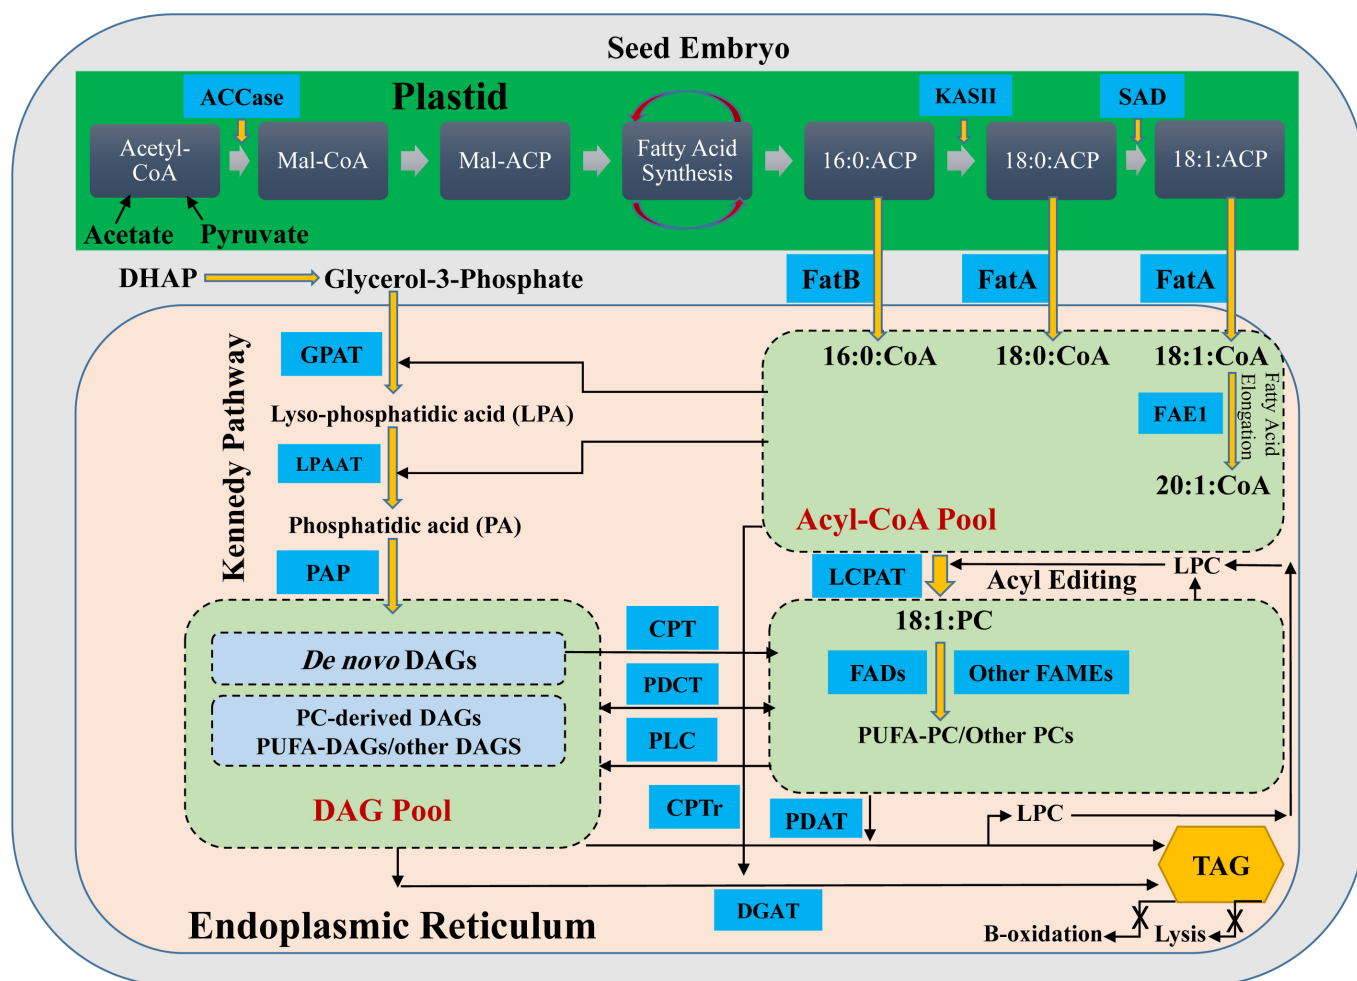 Seed Embryo
Plastid
ACCase
KASII
SAD
Acetyl-
CoA
Mal-CoA
Mal-ACP
Fatty Acid
Synthesis
16:0:ACP
18:0:ACP
18:1:ACP
Acetate
Pyruvate
DHAP
Glycerol-3-Phosphate
FatB
FatA
FatA
Kennedy Pathway
GPAT
Lyso-phosphatidic acid (LPA)
LPAAT
Phosphatidic acid (PA)
PAP
16:0:CoA
18:0:CoA
18:1:CoA
FAE1
Fatty Acid
Elongation
20:1:CoA
Acyl-CoA Pool
LCPAT
Acyl Editing
LPC
De novo DAGs
PC-derived DAGs
PUFA-DAGs/other DAGS
DAG Pool
CPT
PDCT
PLC
CPTr
18:1:PC
FADs
Other FAMEs
PUFA-PC/Other PCs
PDAT
LPC
TAG
DGAT
Endoplasmic Reticulum
B-oxidation
Lysis